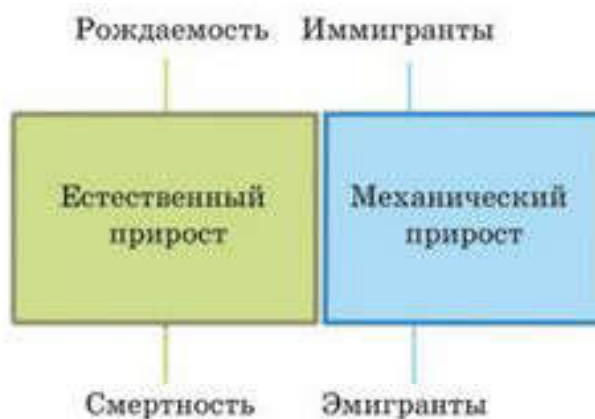 Рождаемость Иммигранты
Естественный прирост
Механический прирост
Смертность Эмигранты